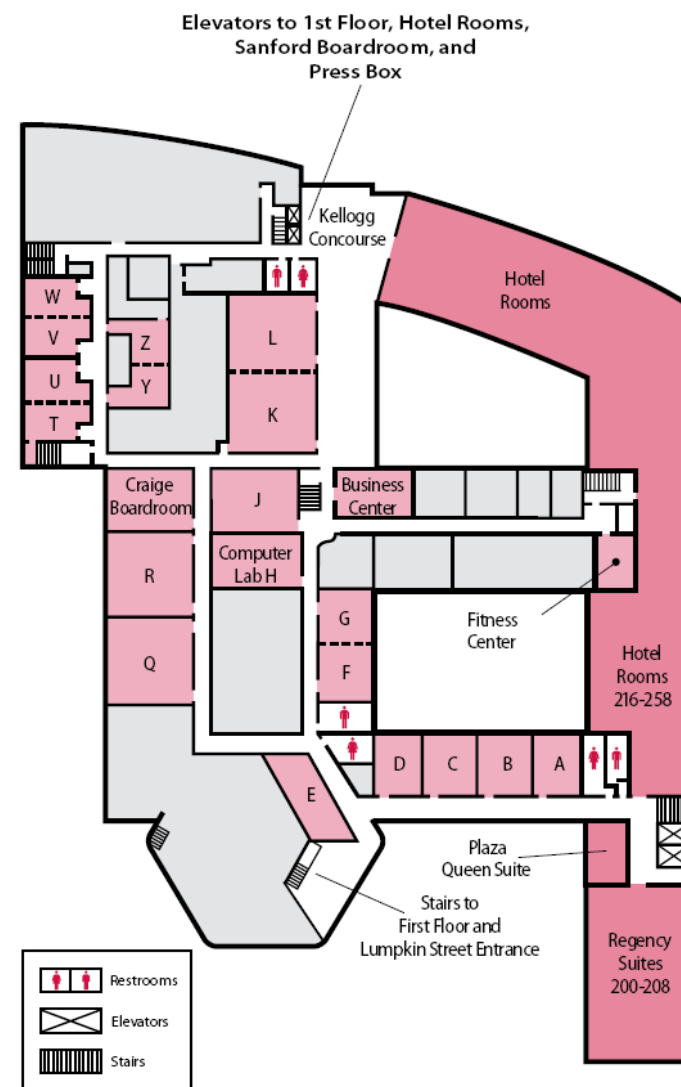 Elevators to 1st Floor, Hotel Rooms,
Sanford Boardroom, and
Press Box
Kellogg
Concourse
Hotel
Rooms
W
V
U
T
Z
Y
L
K
Craige
Boardroom
J
Business
Center
Computer
Lab H
R
Q
G
F
Fitness
Center
Hotel
Rooms
216-258
E
D
C
B
A
Plaza
Queen Suite
Stairs to
First Floor and
Lumpkin Street Entrance
Regency
Suites
200-208
Restrooms
Elevators
Stairs